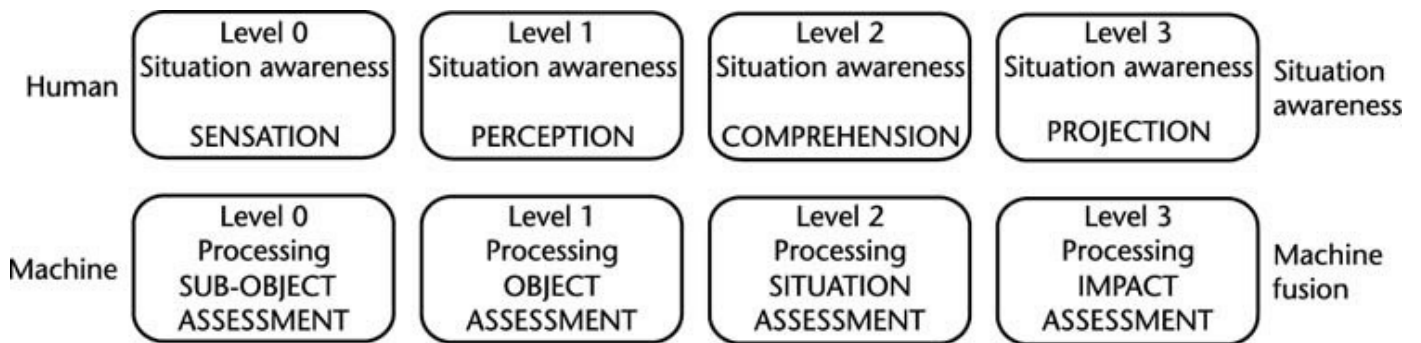 Human
Level 0
Situation awareness
SENSATION
Level 1
Situation awareness
PERCEPTION
Level 2
Situation awareness
COMPREHENSION
Level 3
Situation awareness
PROJECTION
Situation
awareness
Machine
Level 0
Processing
SUB-OBJECT
ASSESSMENT
Level 1
Processing
OBJECT
ASSESSMENT
Level 2
Processing
SITUATION
ASSESSMENT
Level 3
Processing
IMPACT
ASSESSMENT
Machine
fusion